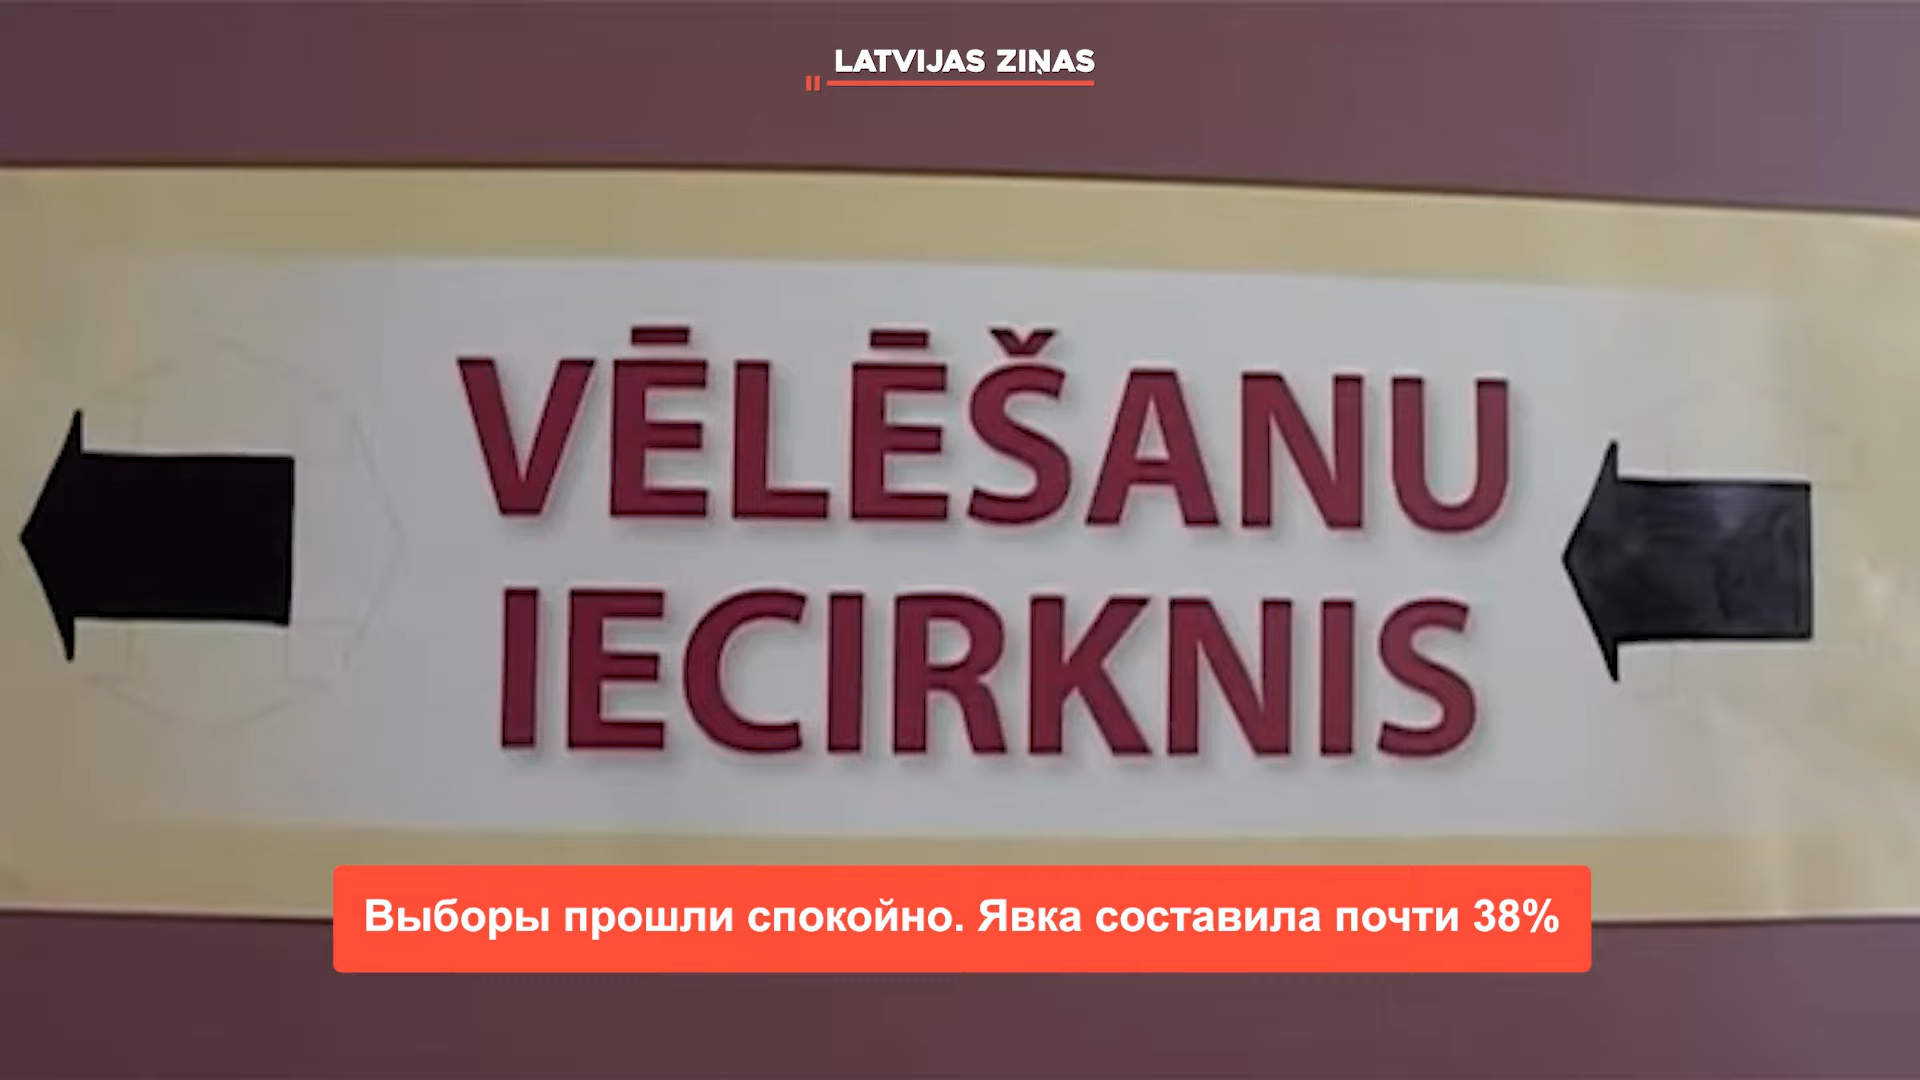 LATVIJAS ZIŅAS
VĒLĒŠANU
IECIRKNIS
Выборы прошли спокойно. Явка составила почти 38%